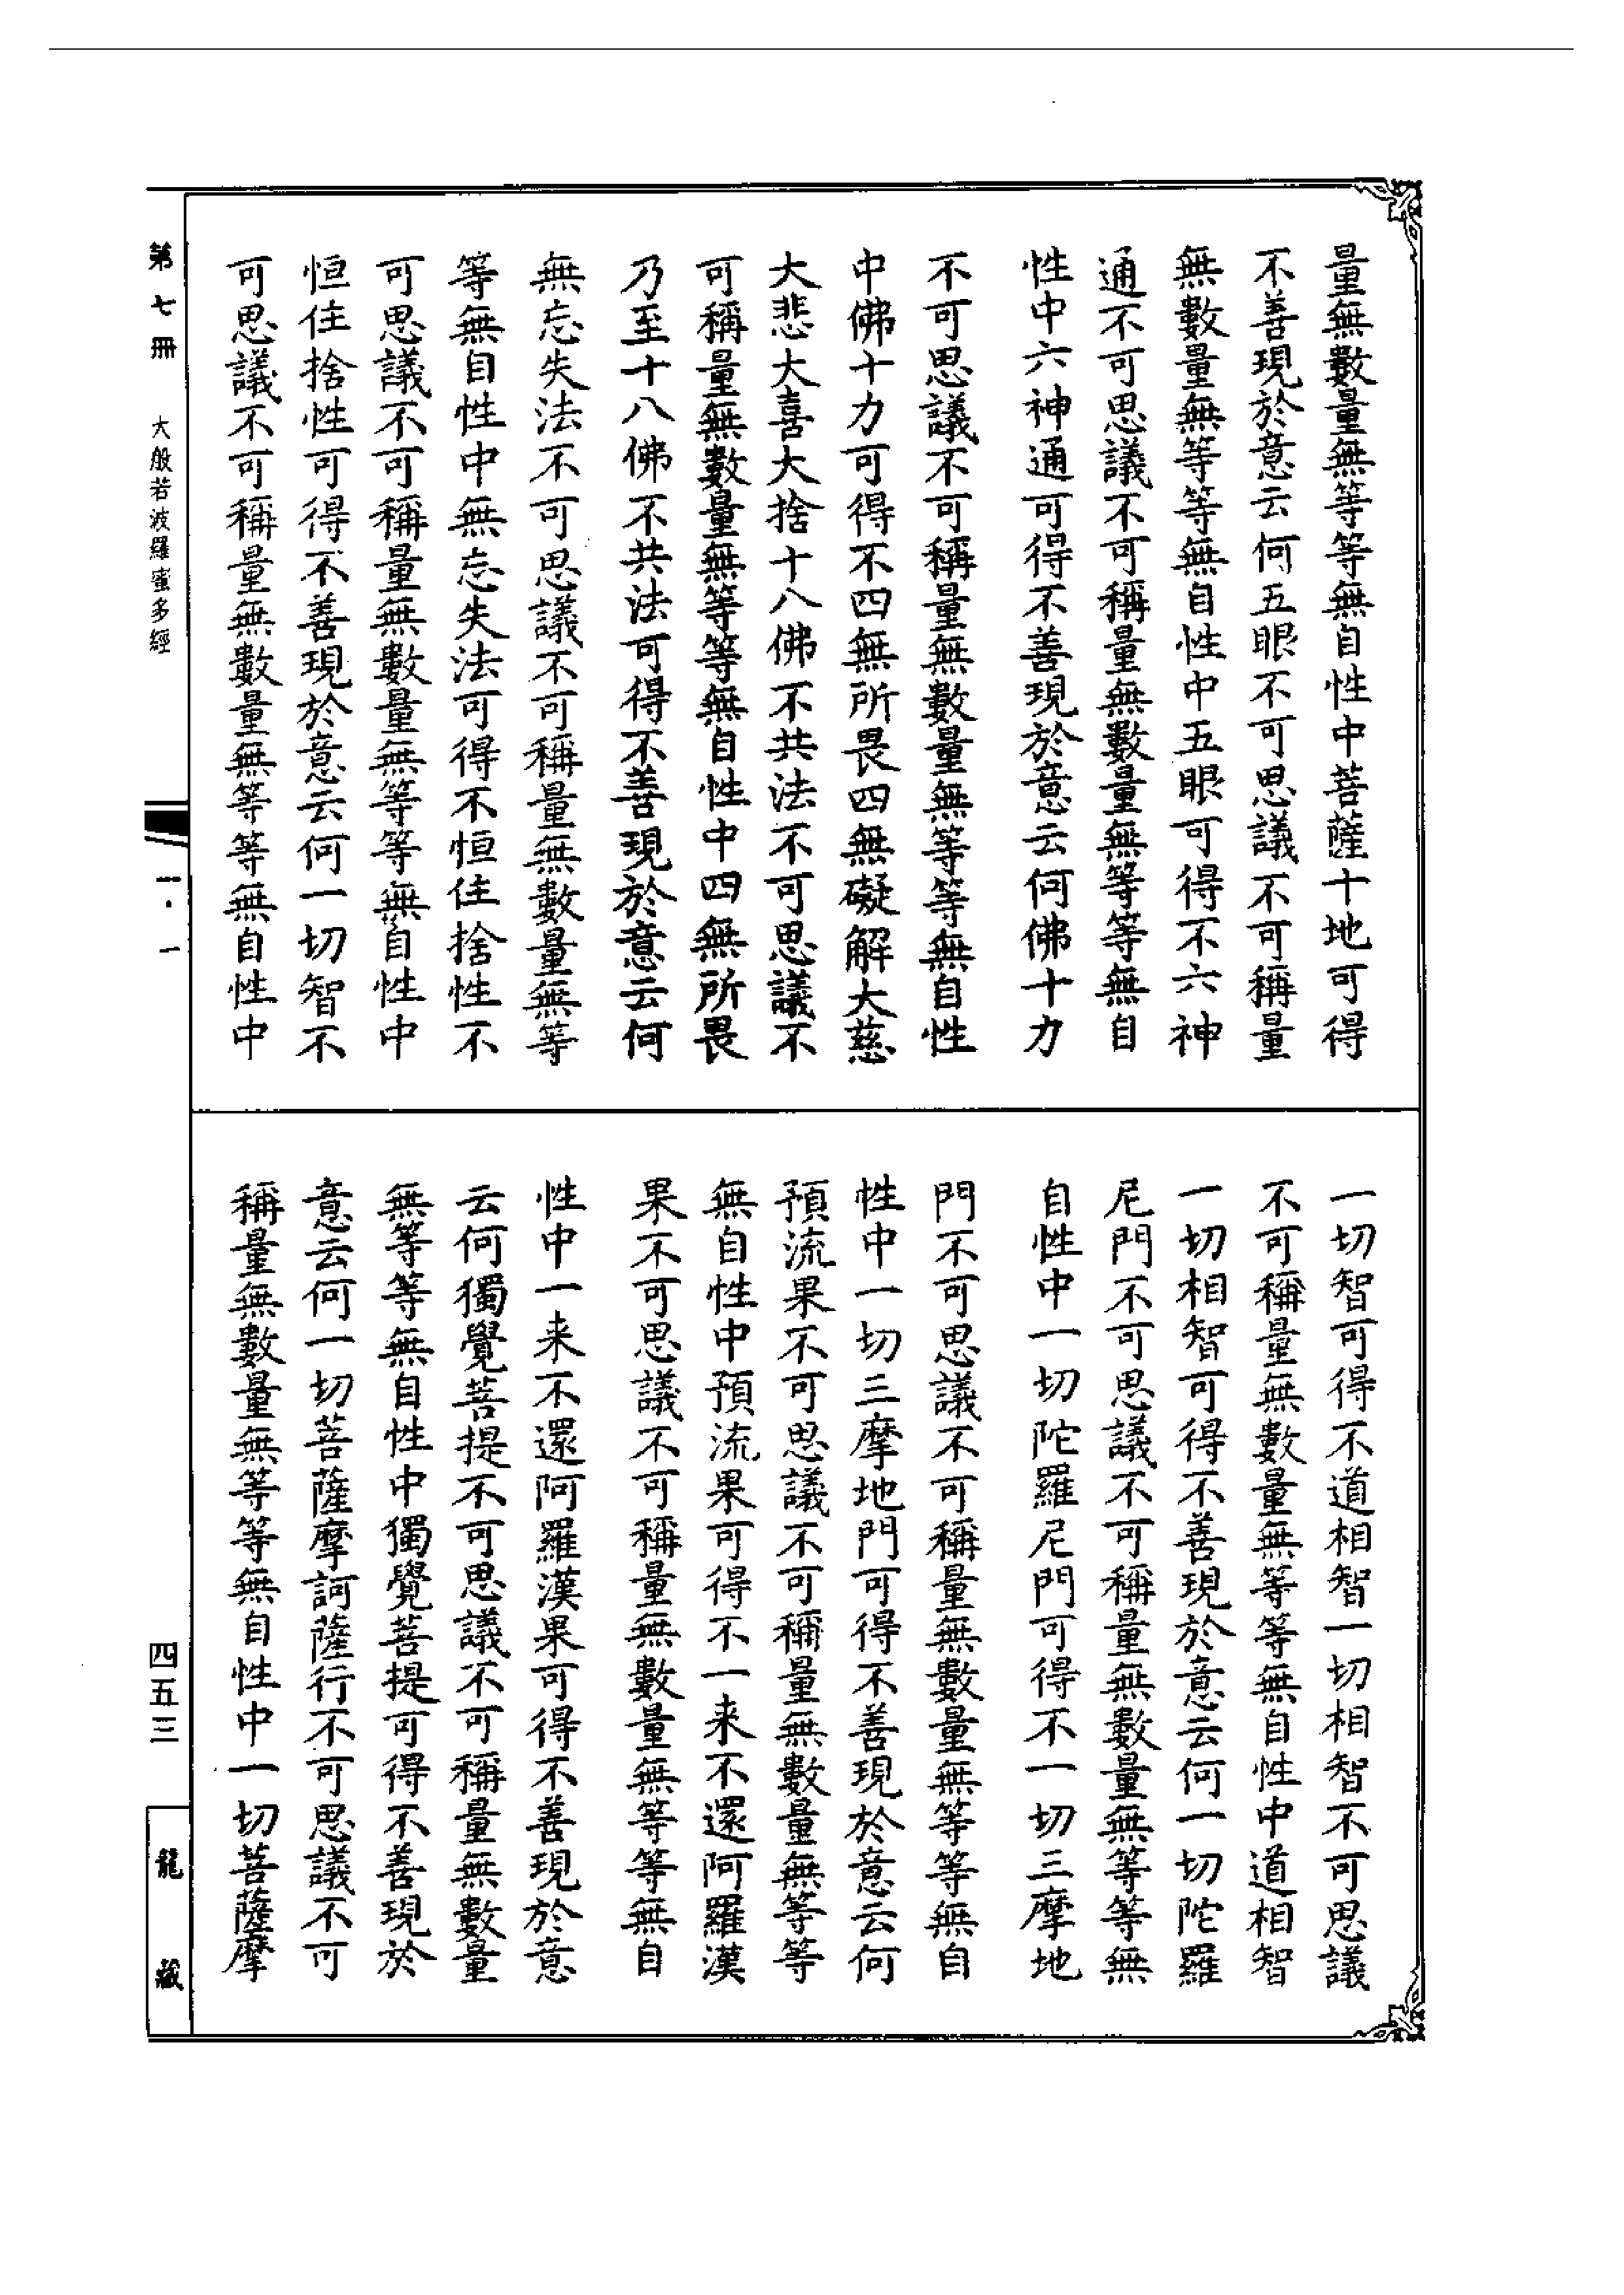 量無數量無等等無自性中菩薩十地可得
不善現於意云何五眼不可思議不可稱量
無數量無等等無自性中五眼可得不六神
通不可思議不可稱量無數量無等等無自
性中六神通可得不善現於意云何佛十力
不可思議不可稱量無數量無等等無自性
中佛十力可得不四無所畏四無礙解大慈
大悲大喜大捨十八佛不共法不可思議不
可稱量無數量無等等無自性中四無所畏
乃至十八佛不共法可得不善現於意云何
無忘失法不可思議不可稱量無數量無等
等無自性中無忘失法可得不恒住捨性不
可思議不可稱量無數量無等等無自性中
恒住捨性可得不善現於意云何一切智不
可思議不可稱量無數量無等等無自性中
一切智可得不道相智一切相智不可思議
不可稱量無數量無等等無自性中道相智
一切相智可得不善現於意云何一切陀羅
尼門不可思議不可稱量無數量無等等無
自性中一切陀羅尼門可得不一切三摩地
門不可思議不可稱量無數量無等等無自
性中一切三摩地門可得不善現於意云何
預流果不可思議不可稱量無數量無等等
無自性中預流果可得不一来不還阿羅漢
果不可思議不可稱量無數量無等等無自
性中一来不還阿羅漢果可得不善現於意
云何獨覺菩提不可思議不可稱量無數量
無等等無自性中獨覺菩提可得不善現於
意云何一切菩薩摩訶薩行不可思議不可
稱量無數量無等等無自性中一切菩薩摩
第七冊 大般若波羅蜜多經 一·一 四五三 龍藏